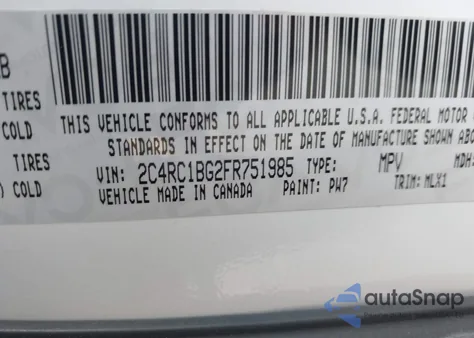 B
TIRES
COLD
TIRES
) COLD
THIS VEHICLE CONFORMS TO ALL APPLICABLE U.S.A. FEDERAL MOTOR
STANDARDS IN EFFECT ON THE DATE OF MANUFACTURE SHOWN
VIN: 2C4RC1BG2FR751985 TYPE: MPV MDH:
VEHICLE MADE IN CANADA PAINT: PW7 TRIM: MLX1
autoSnap